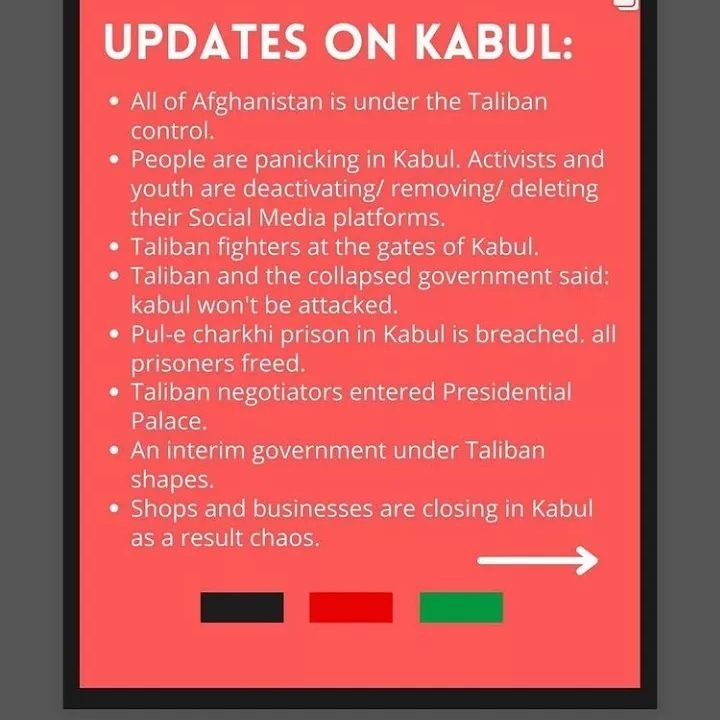 UPDATES ON KABUL:
• All of Afghanistan is under the Taliban
control.
• People are panicking in Kabul. Activists and
youth are deactivating/ removing/ deleting
their Social Media platforms.
• Taliban fighters at the gates of Kabul.
• Taliban and the collapsed government said:
kabul won't be attacked.
• Pul-e charkhi prison in Kabul is breached. all
prisoners freed.
• Taliban negotiators entered Presidential
Palace.
• An interim government under Taliban
shapes.
• Shops and businesses are closing in Kabul
as a result chaos.